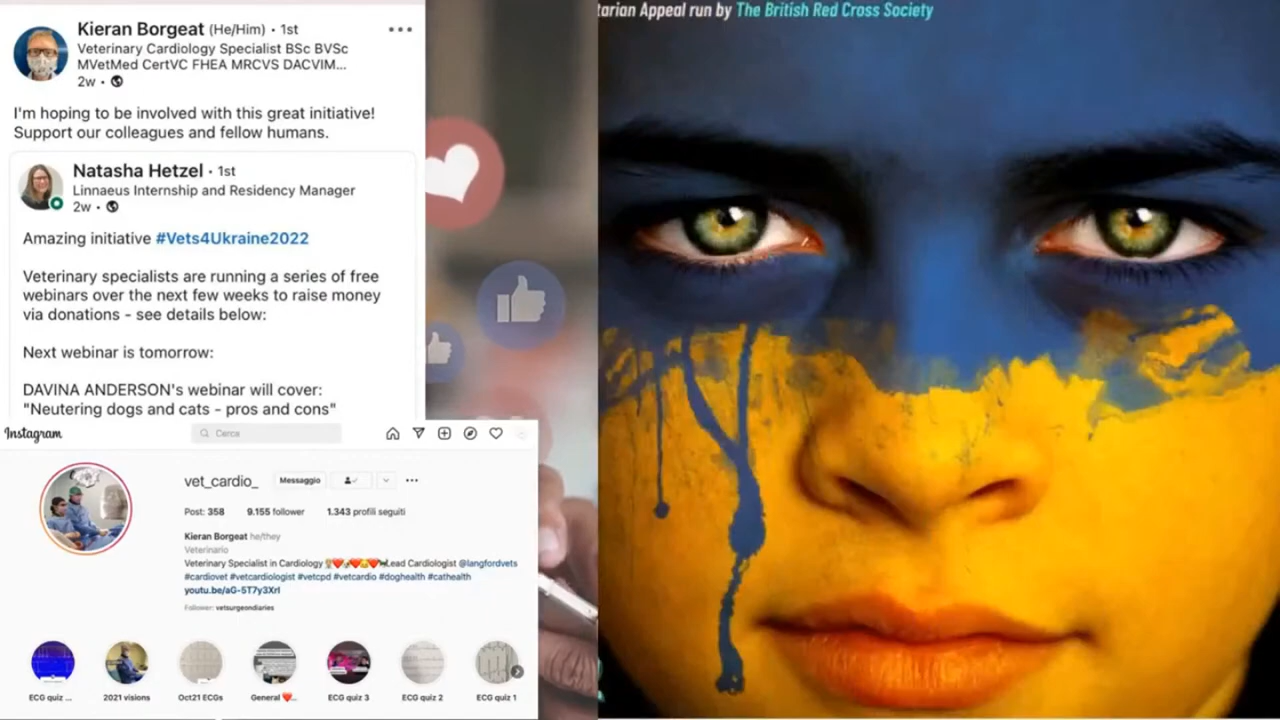 Kieran Borgeat (He/Him) • 1st
Veterinary Cardiology Specialist BSc BVSc
MVetMed CertVC FHEA MRCVS DACVIM...
2w •
I'm hoping to be involved with this great initiative!
Support our colleagues and fellow humans.
Natasha Hetzel • 1st
Linnaeus Internship and Residency Manager
2w •
Amazing initiative #Vets4Ukraine2022
Veterinary specialists are running a series of free
webinars over the next few weeks to raise money
via donations - see details below:
Next webinar is tomorrow:
DAVINA ANDERSON's webinar will cover:
"Neutering dogs and cats - pros and cons"
Instagram
Cerca
vet_cardio_
Messaggio
Post: 358 9.155 follower 1.343 profili seguiti
Kieran Borgeat he/they
Veterinario
Veterinary Specialist in Cardiology Lead Cardiologist @langfordvets
#cardiovet #vetcardiologist #vetcpd #vetcardio #doghealth #cathealth
youtu.be/aG-5T7y3XrI
Follower: vetsurgeondiaries
ECG quiz ... 2021 visions Oct21 ECGs General ❤️... ECG quiz 3 ECG quiz 2 ECG quiz 1
tarian Appeal run by The British Red Cross Society